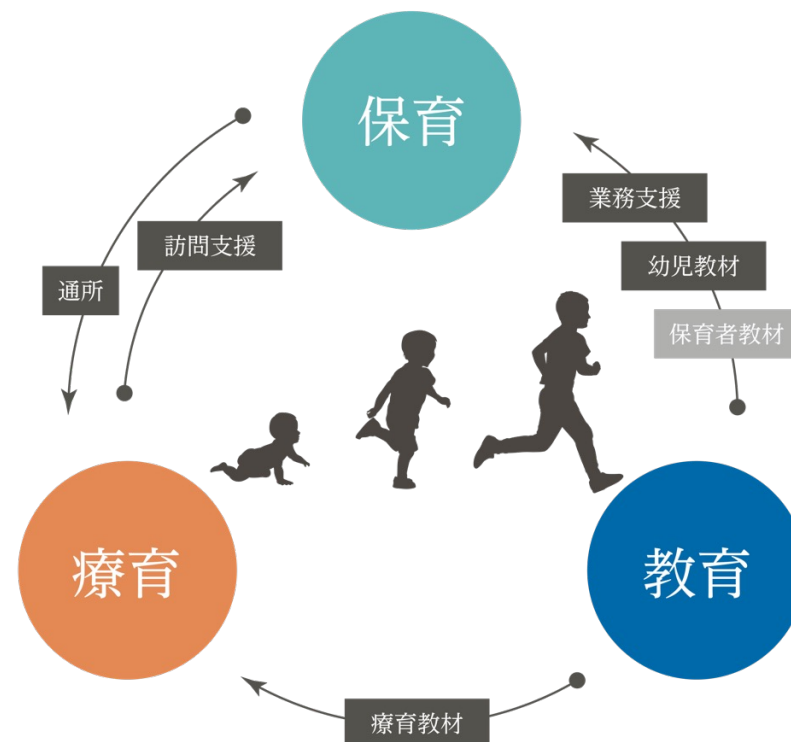 保育
業務支援
訪問支援
幼児教材
通所
保育者教材
療育
教育
療育教材